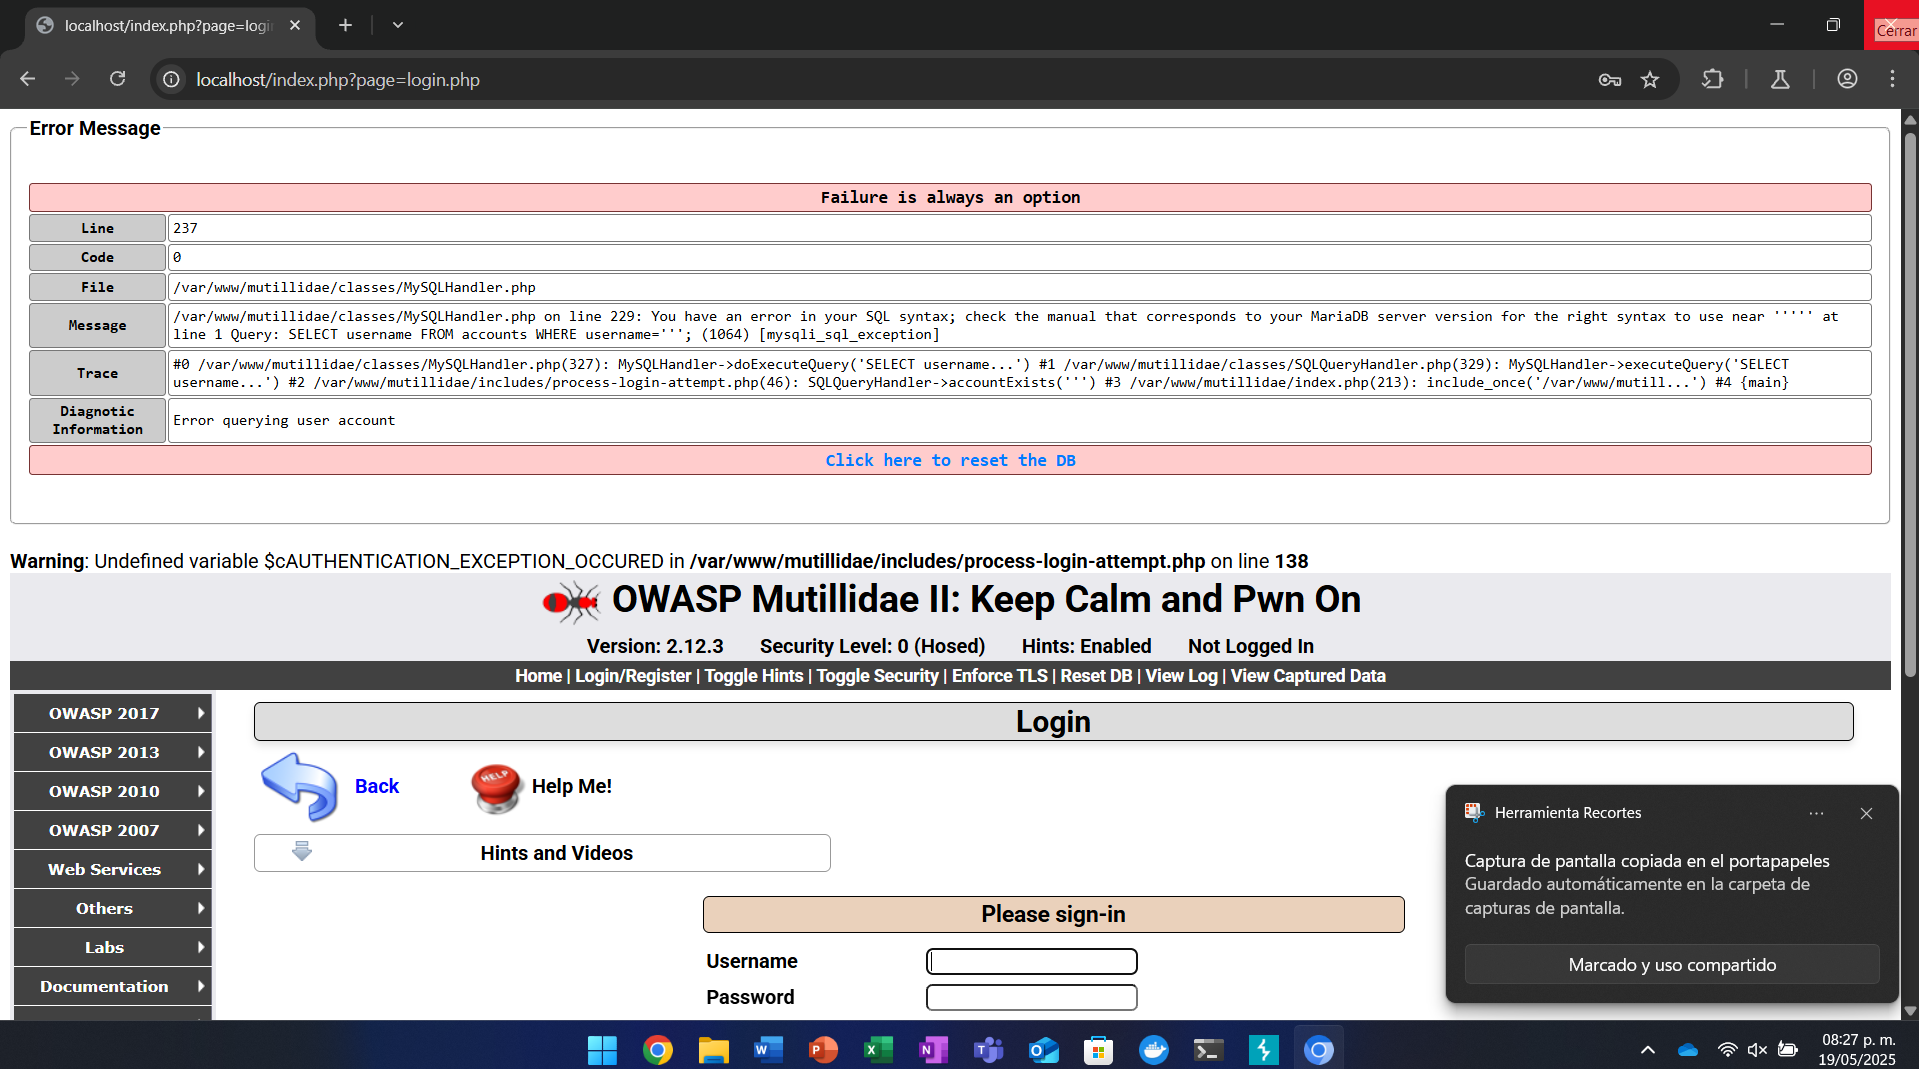 localhost/index.php?page=logi
Cerrar
localhost/index.php?page=login.php
Error Message
Failure is always an option
Line 237
Code 0
File /var/www/mutillidae/classes/MySQLHandler.php
Message /var/www/mutillidae/classes/MySQLHandler.php on line 229: You have an error in your SQL syntax; check the manual that corresponds to your MariaDB server version for the right syntax to use near ''''' at
line 1 Query: SELECT username FROM accounts WHERE username='''; (1064) [mysqli_sql_exception]
Trace #0 /var/www/mutillidae/classes/MySQLHandler.php(327): MySQLHandler->doExecuteQuery('SELECT username...') #1 /var/www/mutillidae/classes/SQLQueryHandler.php(329): MySQLHandler->executeQuery('SELECT
username...') #2 /var/www/mutillidae/includes/process-login-attempt.php(46): SQLQueryHandler->accountExists(''') #3 /var/www/mutillidae/index.php(213): include_once('/var/www/mutill...') #4 {main}
Diagnotic
Information
Error querying user account
Click here to reset the DB
Warning: Undefined variable $cAUTHENTICATION_EXCEPTION_OCCURED in /var/www/mutillidae/includes/process-login-attempt.php on line 138
OWASP Mutillidae II: Keep Calm and Pwn On
Version: 2.12.3 Security Level: 0 (Hosed) Hints: Enabled Not Logged In
Home | Login/Register | Toggle Hints | Toggle Security | Enforce TLS | Reset DB | View Log | View Captured Data
OWASP 2017
OWASP 2013
OWASP 2010
OWASP 2007
Web Services
Others
Labs
Documentation
Login
Back
HELP
Help Me!
Hints and Videos
Please sign-in
Username
Password
Herramienta Recortes
Captura de pantalla copiada en el portapapeles
Guardado automáticamente en la carpeta de
capturas de pantalla.
Marcado y uso compartido
08:27 p. m.
19/05/2025